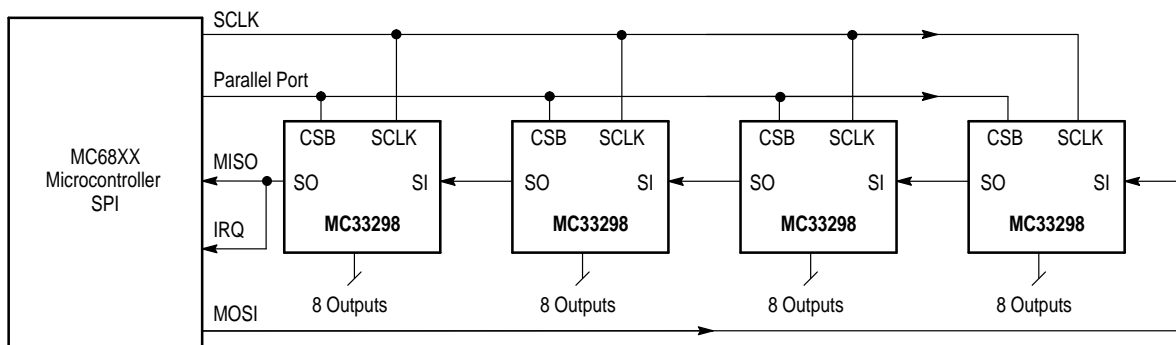 SCLK
Parallel Port
CSB SCLK
CSB SCLK
CSB SCLK
CSB SCLK
MC68XX
Microcontroller
SPI
MISO
SO SI
SO SI
SO SI
SO SI
IRQ
MC33298
MC33298
MC33298
MC33298
8 Outputs
8 Outputs
8 Outputs
8 Outputs
MOSI